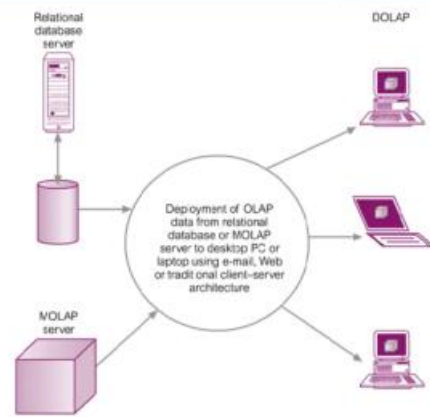 Relational
database
server
DOLAP
Deployment of OLAP
data from relational
database or MOLAP
server to desktop PC or
laptop using e-mail, Web
or traditional client–server
architecture
MOLAP
server